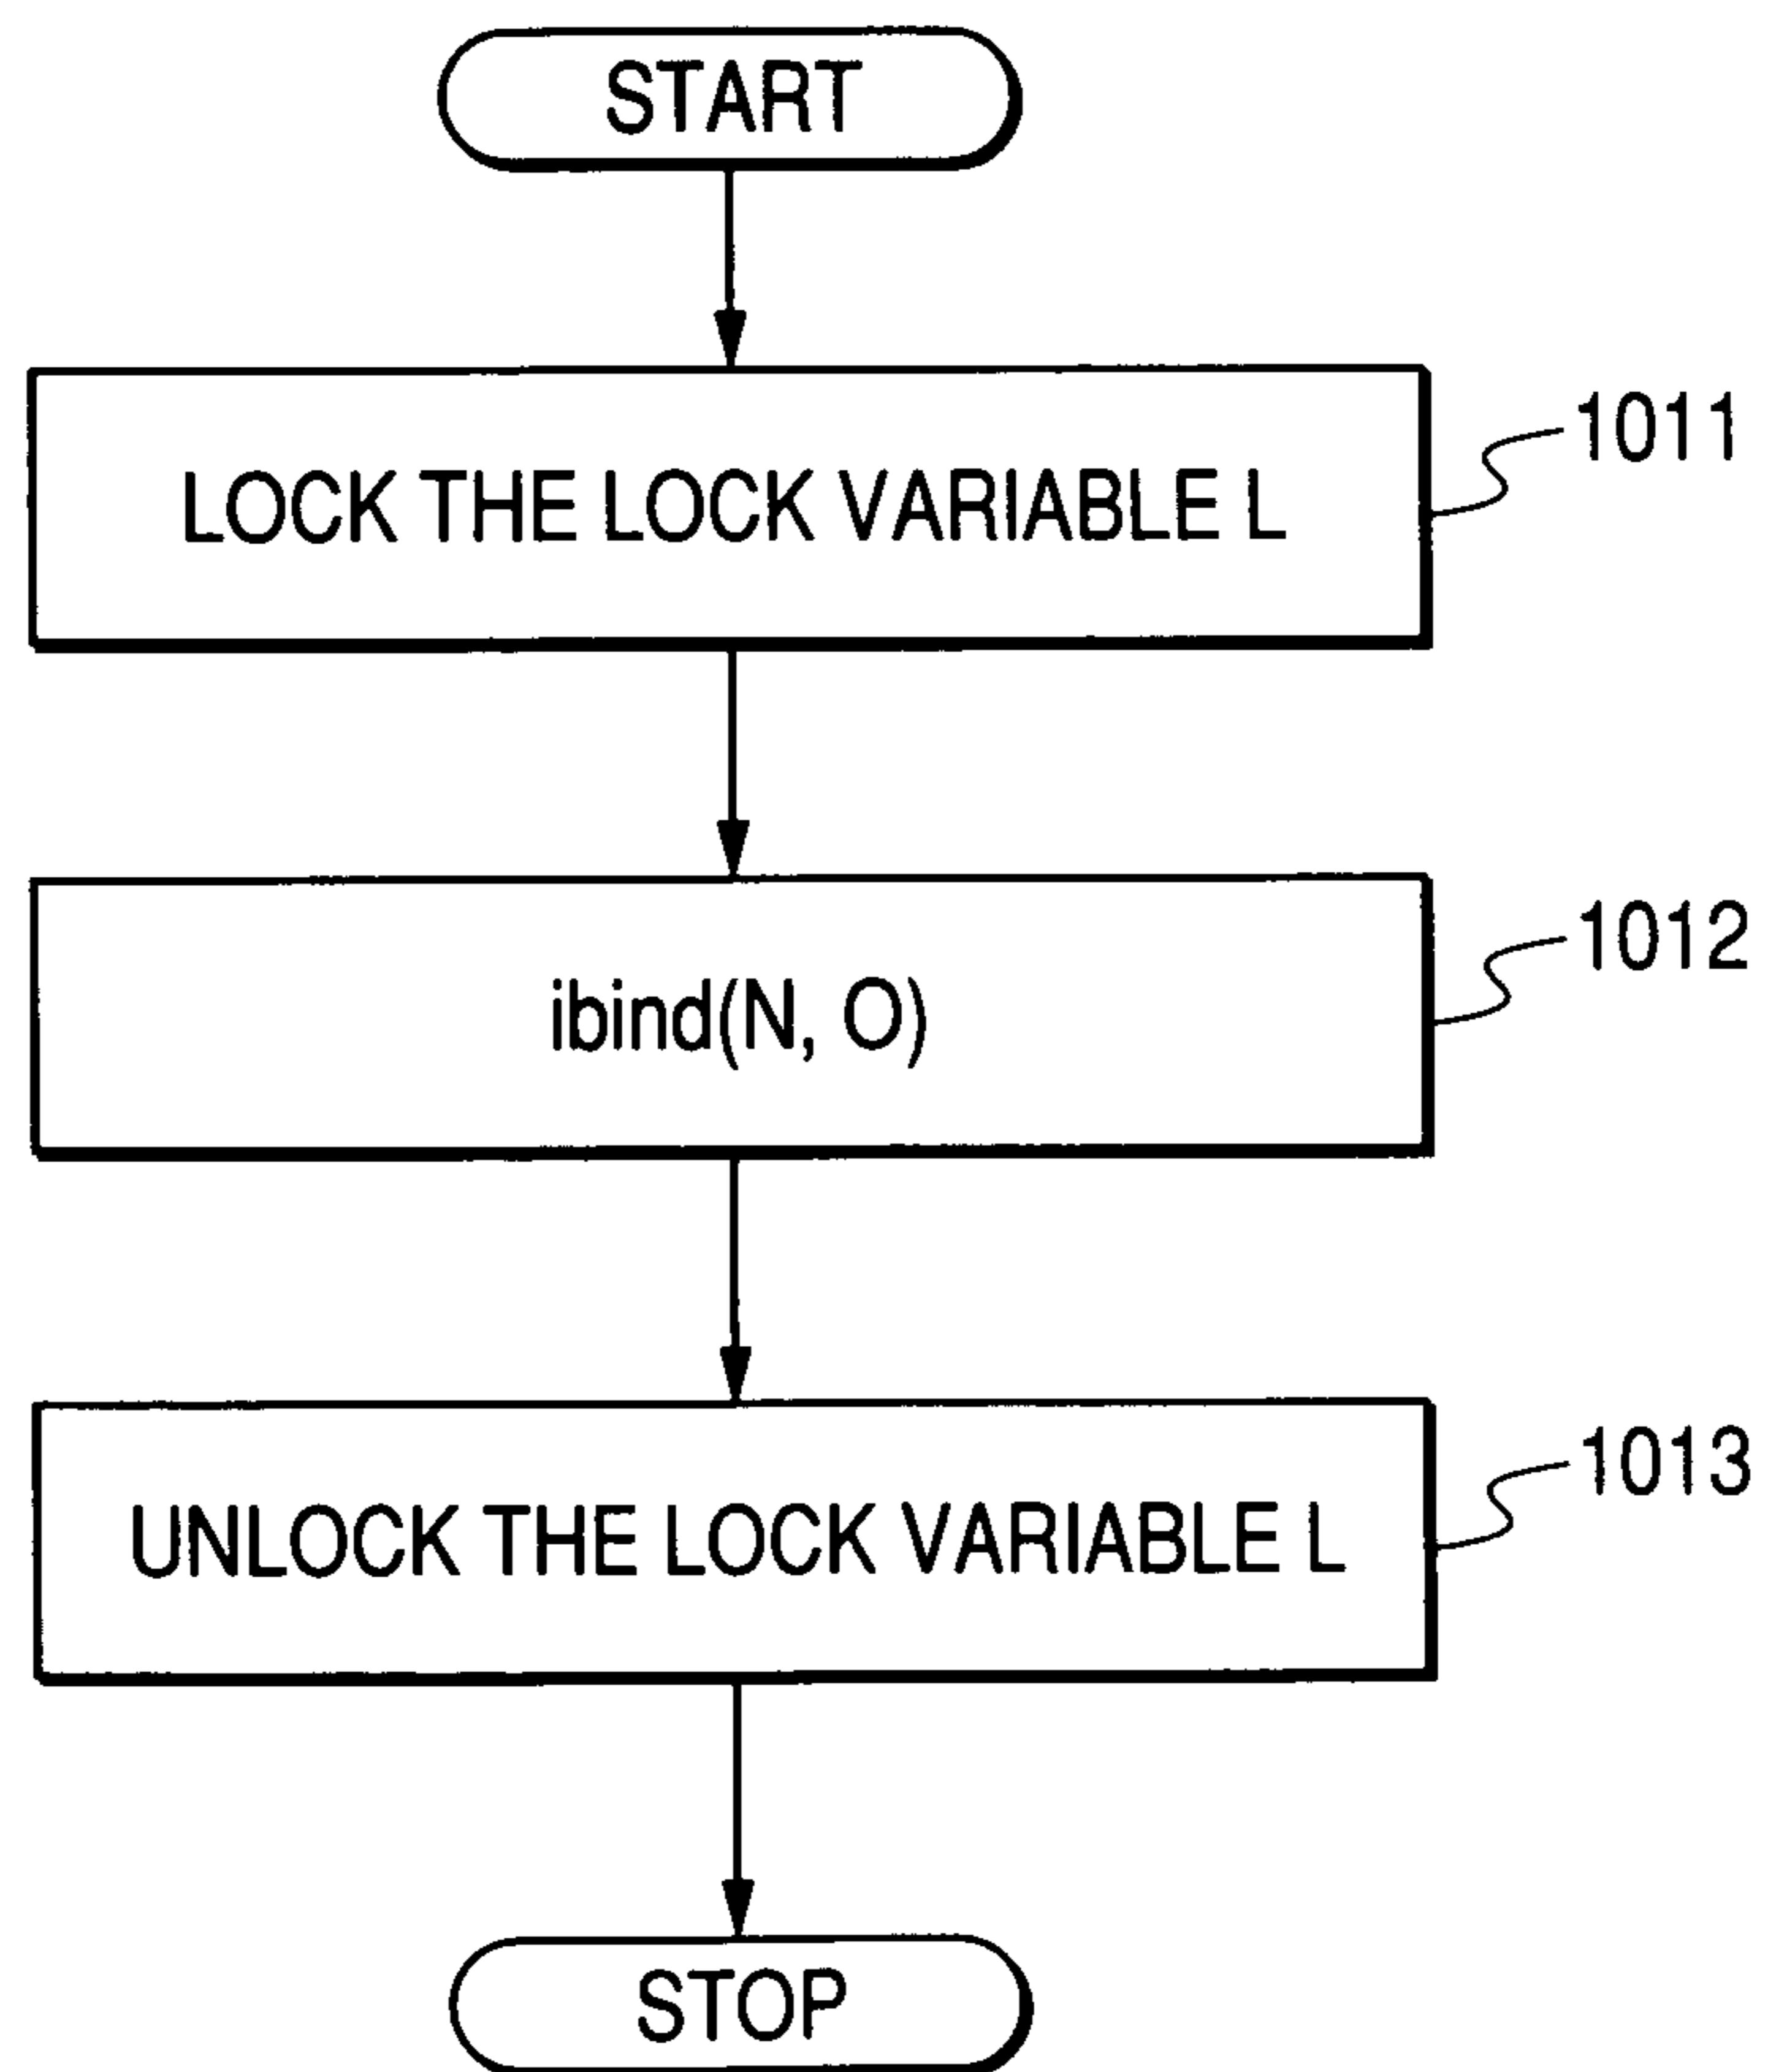 START
LOCK THE LOCK VARIABLE L
1011
ibind(N, O)
1012
UNLOCK THE LOCK VARIABLE L
1013
STOP